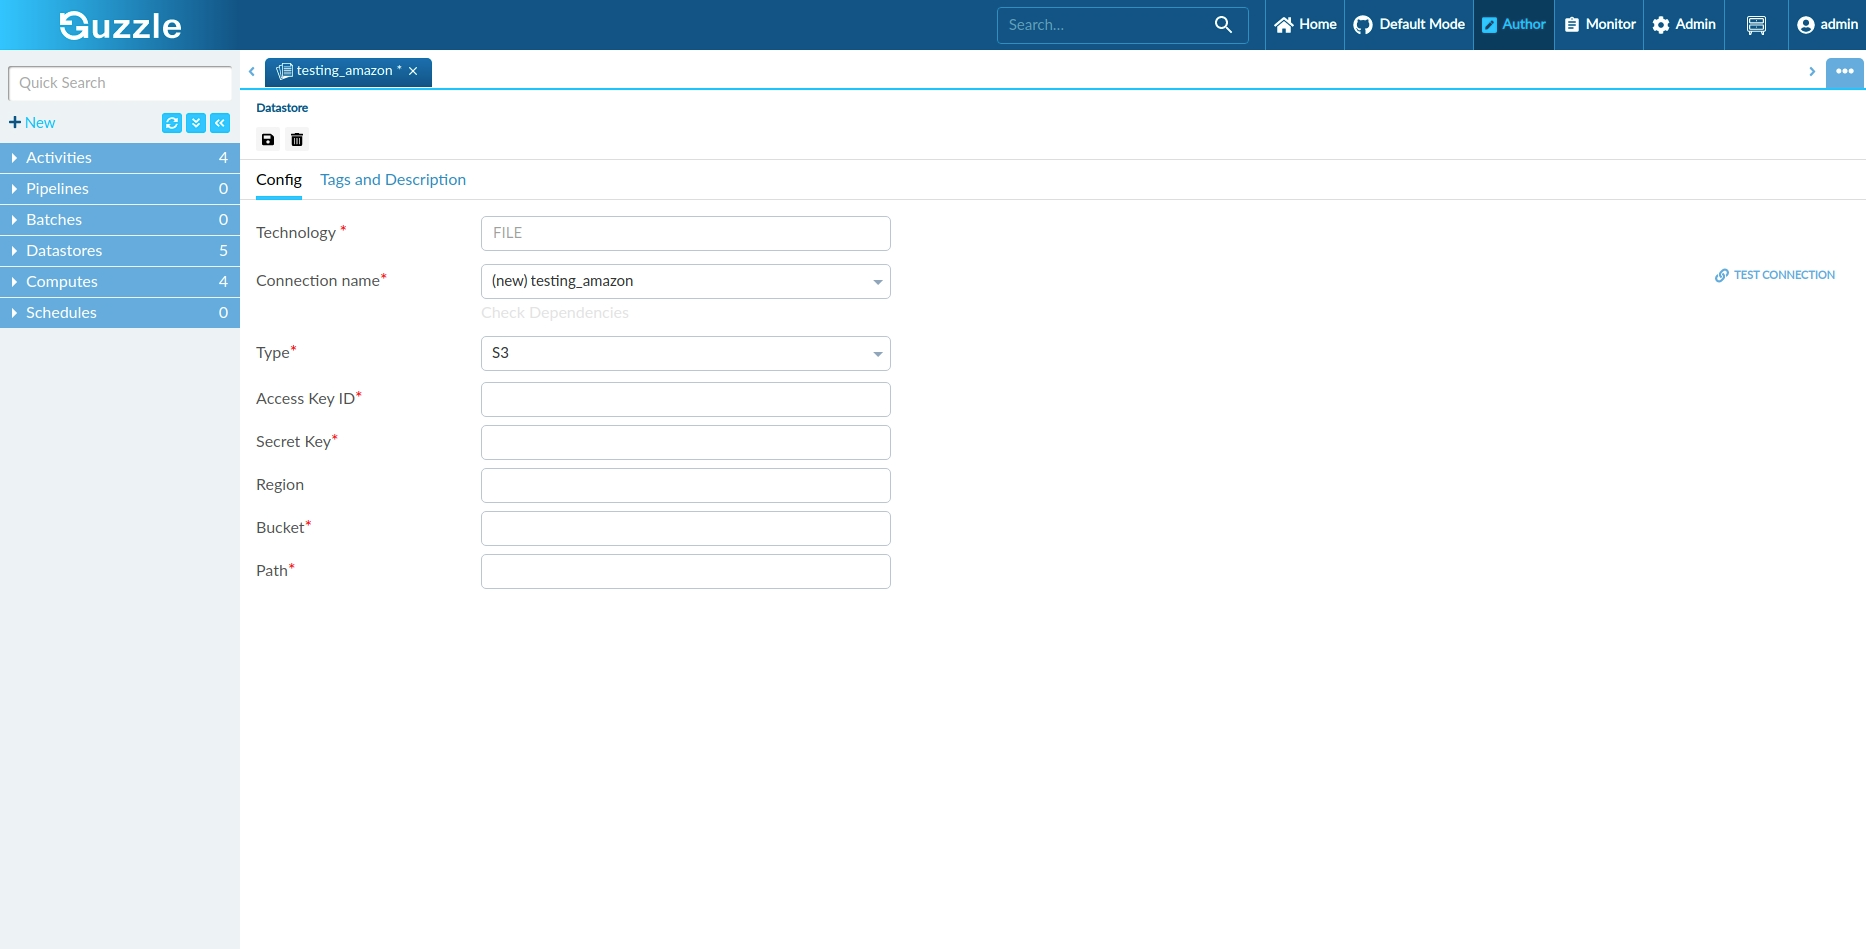 Guzzle
Search...
Home
Default Mode
Author
Monitor
Admin
admin
Quick Search
New
Activities 4
Pipelines 0
Batches 0
Datastores 5
Computes 4
Schedules 0
testing_amazon *
Datastore
Config
Tags and Description
Technology * FILE
Connection name* (new) testing_amazon
TEST CONNECTION
Check Dependencies
Type* S3
Access Key ID*
Secret Key*
Region
Bucket*
Path*